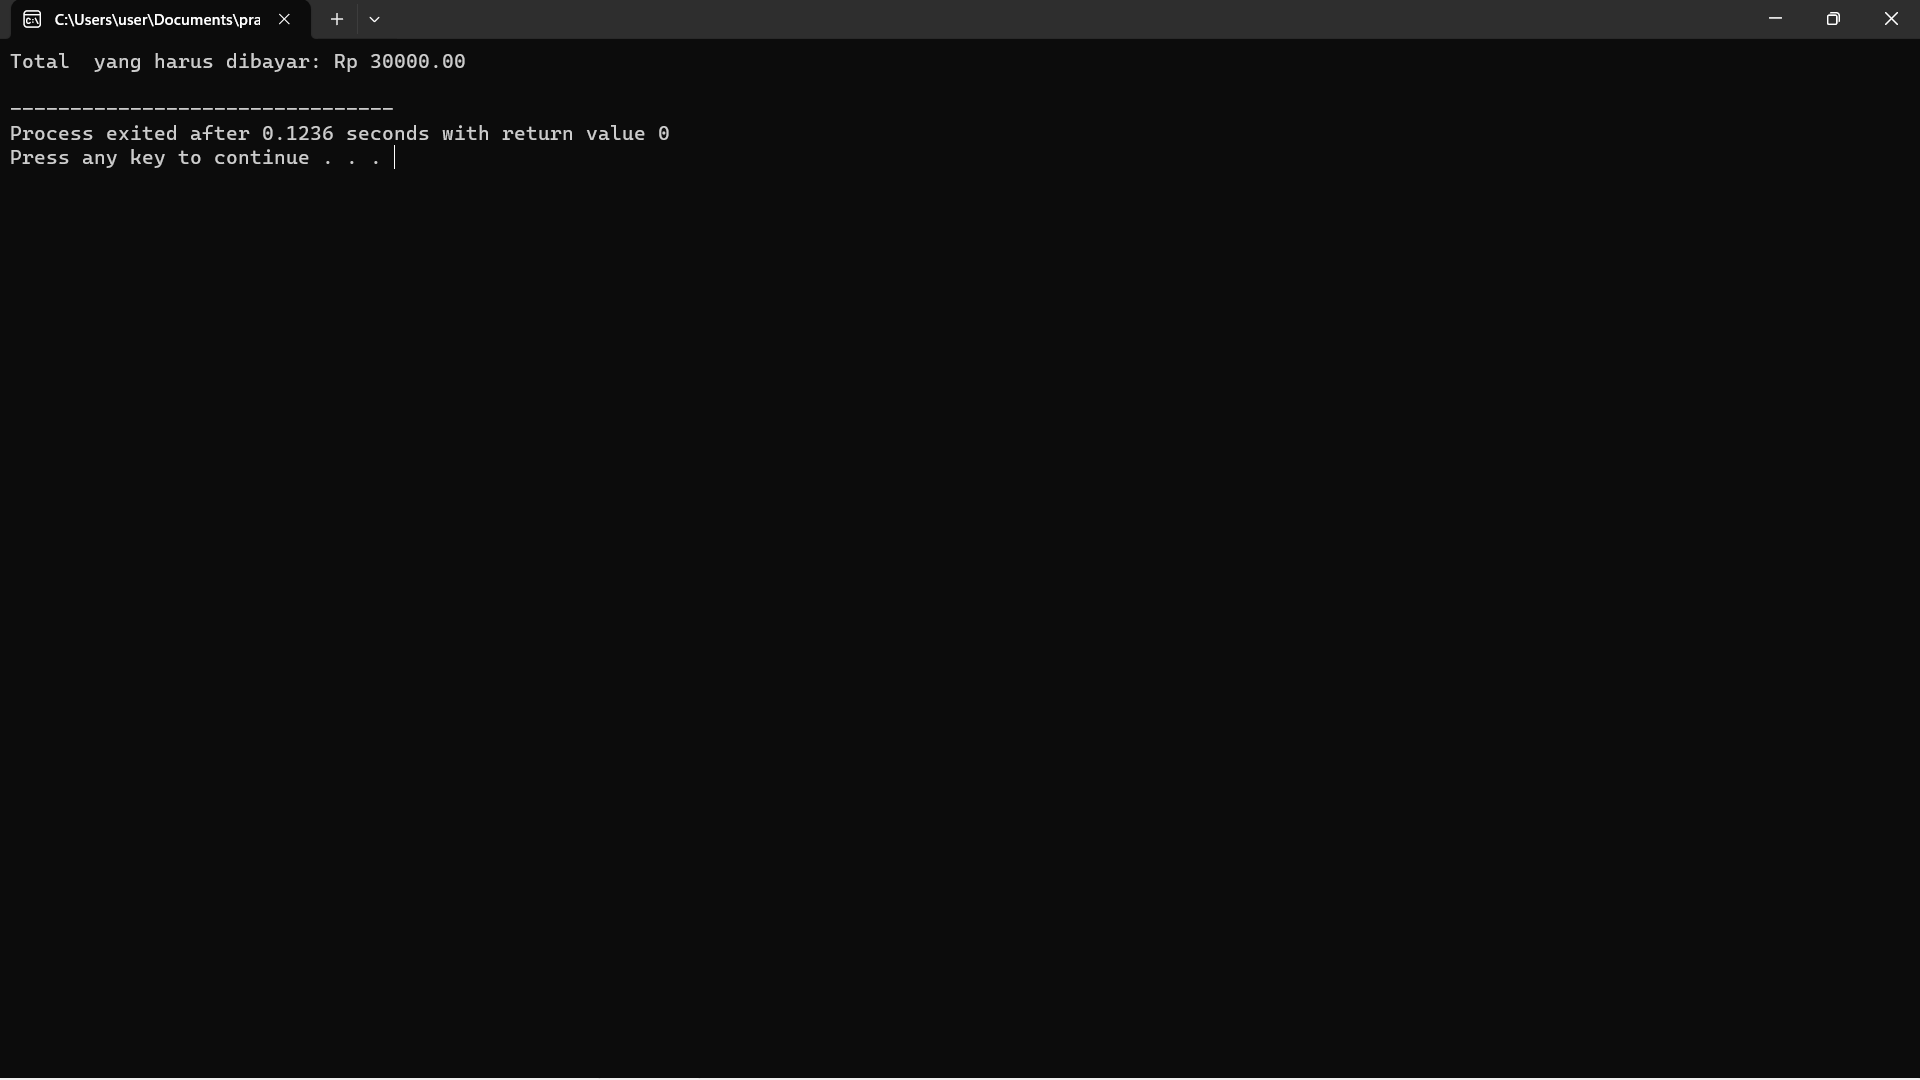 C:\Users\user\Documents\pra
Total  yang harus dibayar: Rp 30000.00
--------------------------------
Process exited after 0.1236 seconds with return value 0
Press any key to continue . . .